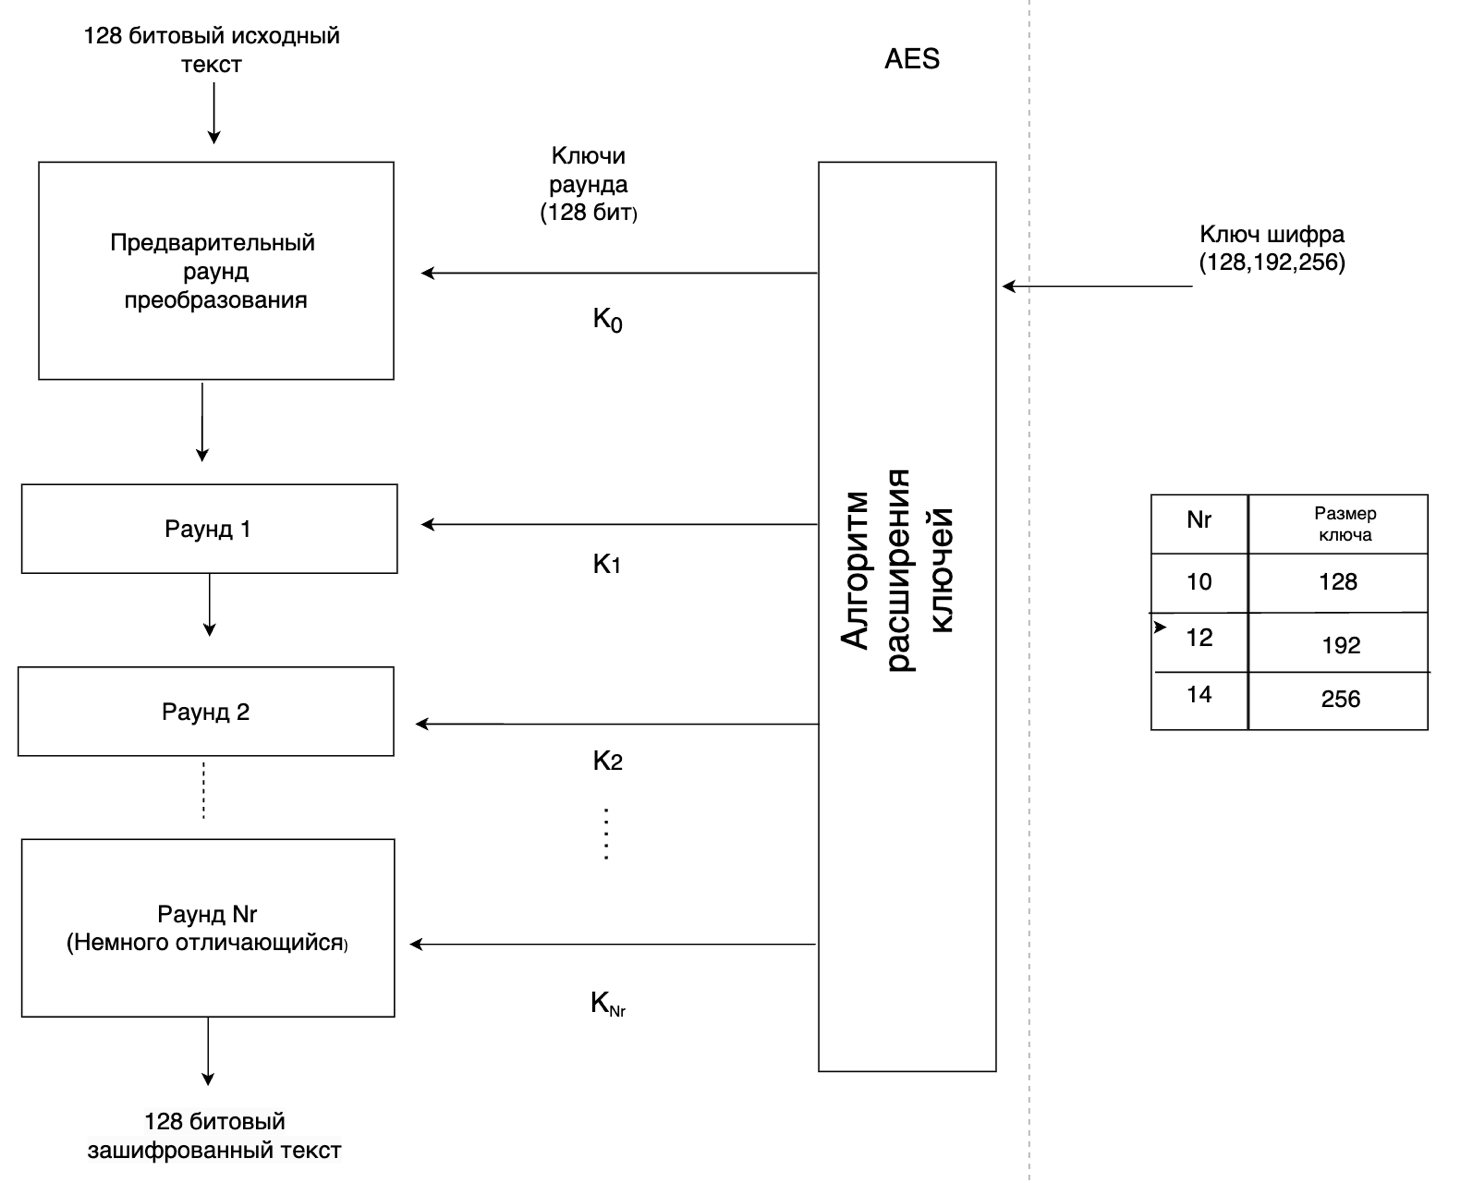 128 битовый исходный
текст
AES
Ключи
раунда
(128 бит)
Ключ шифра
(128,192,256)
Предварительный
раунд
преобразования
K0
Раунд 1
K1
Алгоритм
расширения
ключей
Nr
Размер
ключа
10
128
12
192
14
256
Раунд 2
K2
Раунд Nr
(Немного отличающийся)
KNr
128 битовый
зашифрованный текст